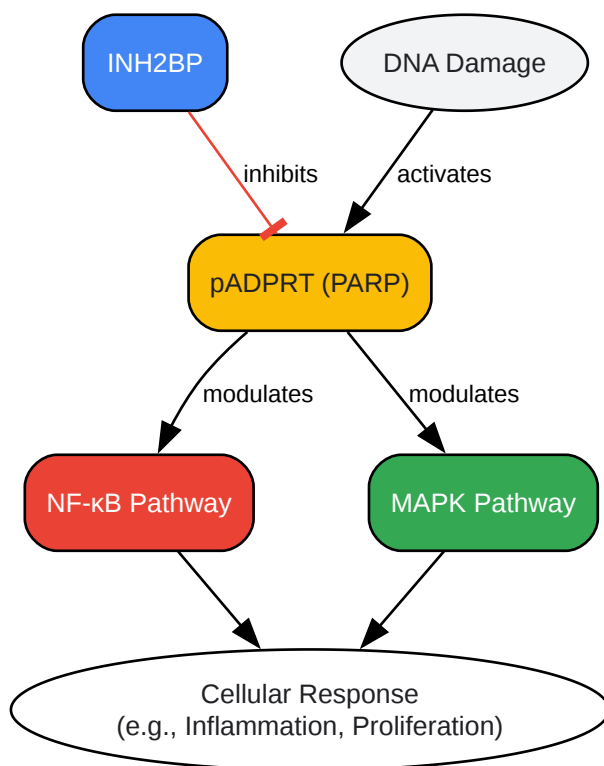 INH2BP
DNA Damage
inhibits
activates
pADPRT (PARP)
modulates
modulates
NF-κB Pathway
MAPK Pathway
Cellular Response
(e.g., Inflammation, Proliferation)